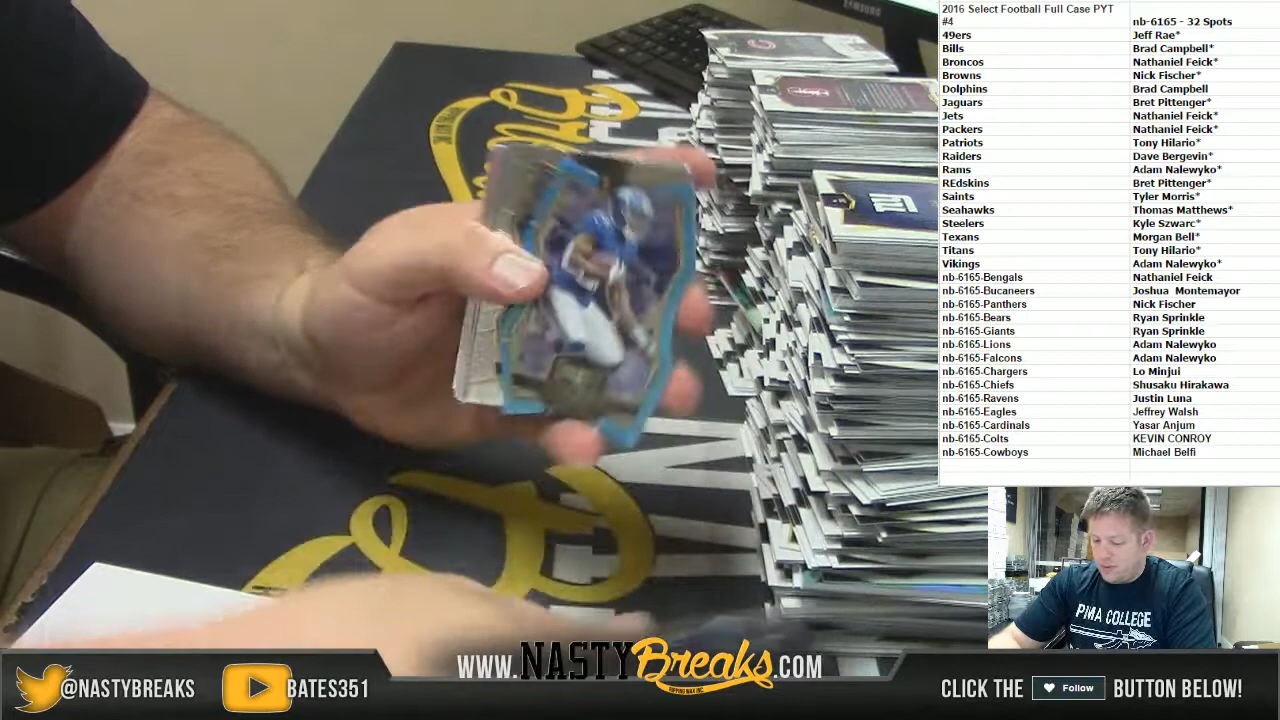 SAMSUNG
2016 Select Football Full Case PYT
#4 nb-6165 - 32 Spots
49ers Jeff Rae*
Bills Brad Campbell*
Broncos Nathaniel Feick*
Browns Nick Fischer*
Dolphins Brad Campbell
Jaguars Bret Pittenger*
Jets Nathaniel Feick*
Packers Nathaniel Feick*
Patriots Tony Hilario*
Raiders Dave Bergevin*
Rams Adam Nalewyko*
REdskins Bret Pittenger*
Saints Tyler Morris*
Seahawks Thomas Matthews*
Steelers Kyle Szwarc*
Texans Morgan Bell*
Titans Tony Hilario*
Vikings Adam Nalewyko*
nb-6165-Bengals Nathaniel Feick
nb-6165-Bucaneers Joshua Montemayor
nb-6165-Panthers Nick Fischer
nb-6165-Bears Ryan Sprinkle
nb-6165-Giants Ryan Sprinkle
nb-6165-Lions Adam Nalewyko
nb-6165-Falcons Adam Nalewyko
nb-6165-Chargers Lo Minjui
nb-6165-Chiefs Shusaku Hirakawa
nb-6165-Ravens Justin Luna
nb-6165-Eagles Jeffrey Walsh
nb-6165-Cardinals Yasar Anjum
nb-6165-Colts KEVIN CONROY
nb-6165-Cowboys Michael Belfi
PIMA COLLEGE
@NASTYBREAKS
BATES351
WWW.NASTYBreaks.COM
RIPPING WAX INC
CLICK THE Follow BUTTON BELOW!